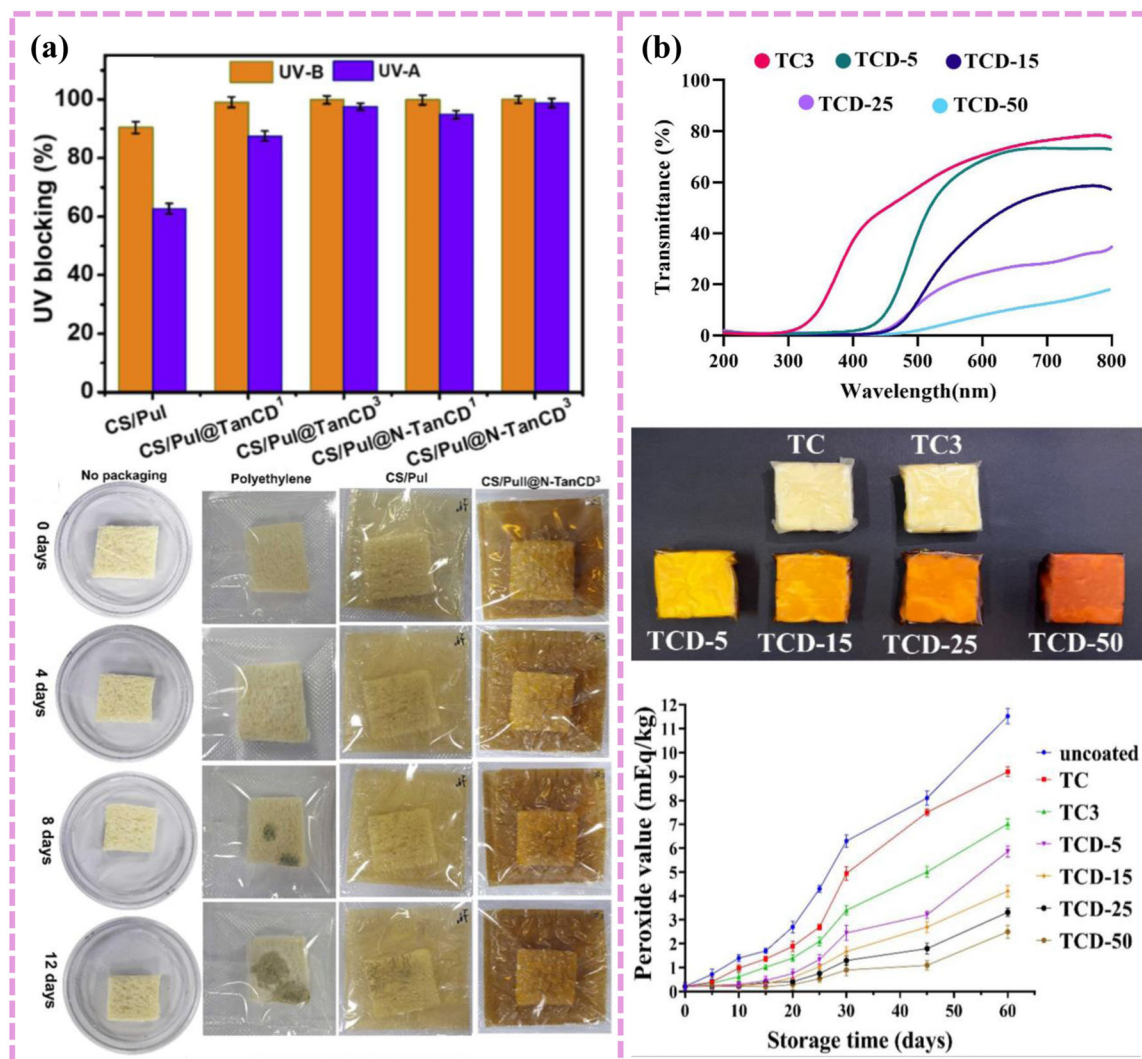 (a)
UV-B UV-A
UV blocking (%)
100
80
60
40
20
0
CS/Pul
CS/Pul@TanCD¹
CS/Pul@TanCD³
CS/Pul@N-TanCD¹
CS/Pul@N-TanCD³
No packaging Polyethylene CS/Pul CS/Pull@N-TanCD³
0 days
4 days
8 days
12 days
(b)
TC3 TCD-5 TCD-15
TCD-25 TCD-50
Transmittance (%)
100
80
60
40
20
0
200 300 400 500 600 700 800
Wavelength(nm)
TC TC3
TCD-5 TCD-15 TCD-25 TCD-50
Peroxide value (mEq/kg)
12
11
10
9
8
7
6
5
4
3
2
1
0
0 5 10 15 20 25 30 35 40 45 50 55 60 65
Storage time (days)
uncoated
TC
TC3
TCD-5
TCD-15
TCD-25
TCD-50